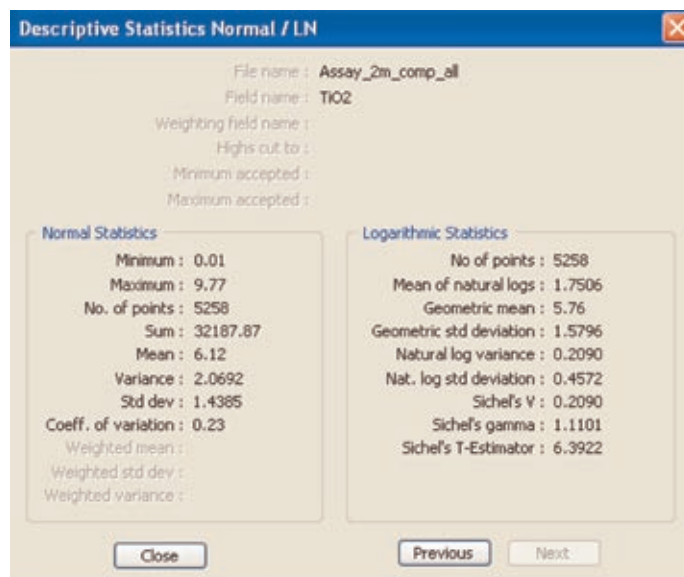 Descriptive Statistics Normal / LN
File name : Assay_2m_comp_all
Field name : TiO2
Weighting field name :
Highs cut to :
Minimum accepted :
Maximum accepted :
Normal Statistics
Minimum : 0.01
Maximum : 9.77
No. of points : 5258
Sum : 32187.87
Mean : 6.12
Variance : 2.0692
Std dev : 1.4385
Coeff. of variation : 0.23
Weighted mean :
Weighted std dev :
Weighted variance :
Logarithmic Statistics
No of points : 5258
Mean of natural logs : 1.7506
Geometric mean : 5.76
Geometric std deviation : 1.5796
Natural log variance : 0.2090
Nat. log std deviation : 0.4572
Sichel's V : 0.2090
Sichel's gamma : 1.1101
Sichel's T-Estimator : 6.3922
Close
Previous
Next